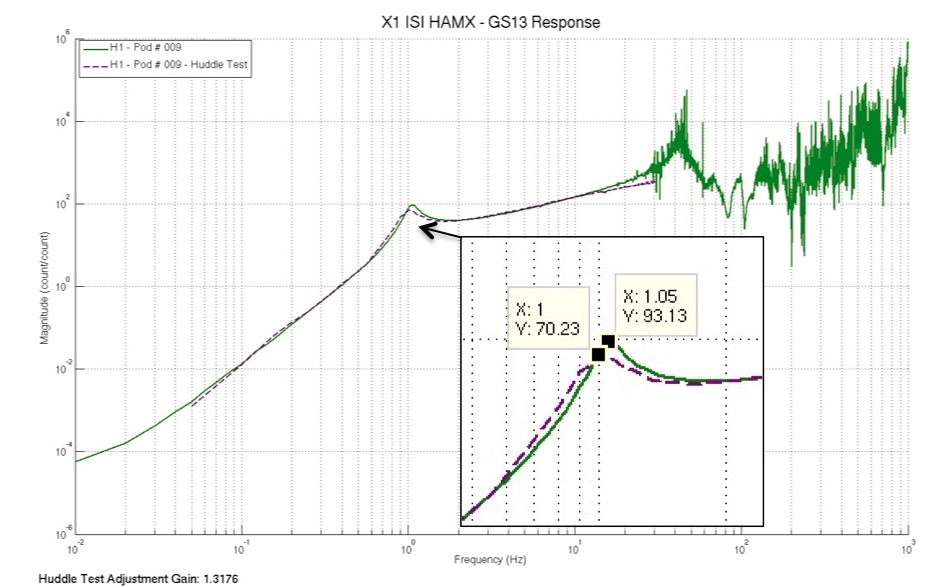 X1 ISI HAMX - GS13 Response
H1 - Pod # 009
H1 - Pod # 009 - Huddle Test
10^6
10^4
10^2
10^0
10^-2
10^-4
10^-6
Magnitude (count/count)
X: 1
Y: 70.23
X: 1.05
Y: 93.13
10^-2
10^-1
10^0
10^1
10^2
10^3
Frequency (Hz)
Huddle Test Adjustment Gain: 1.3176